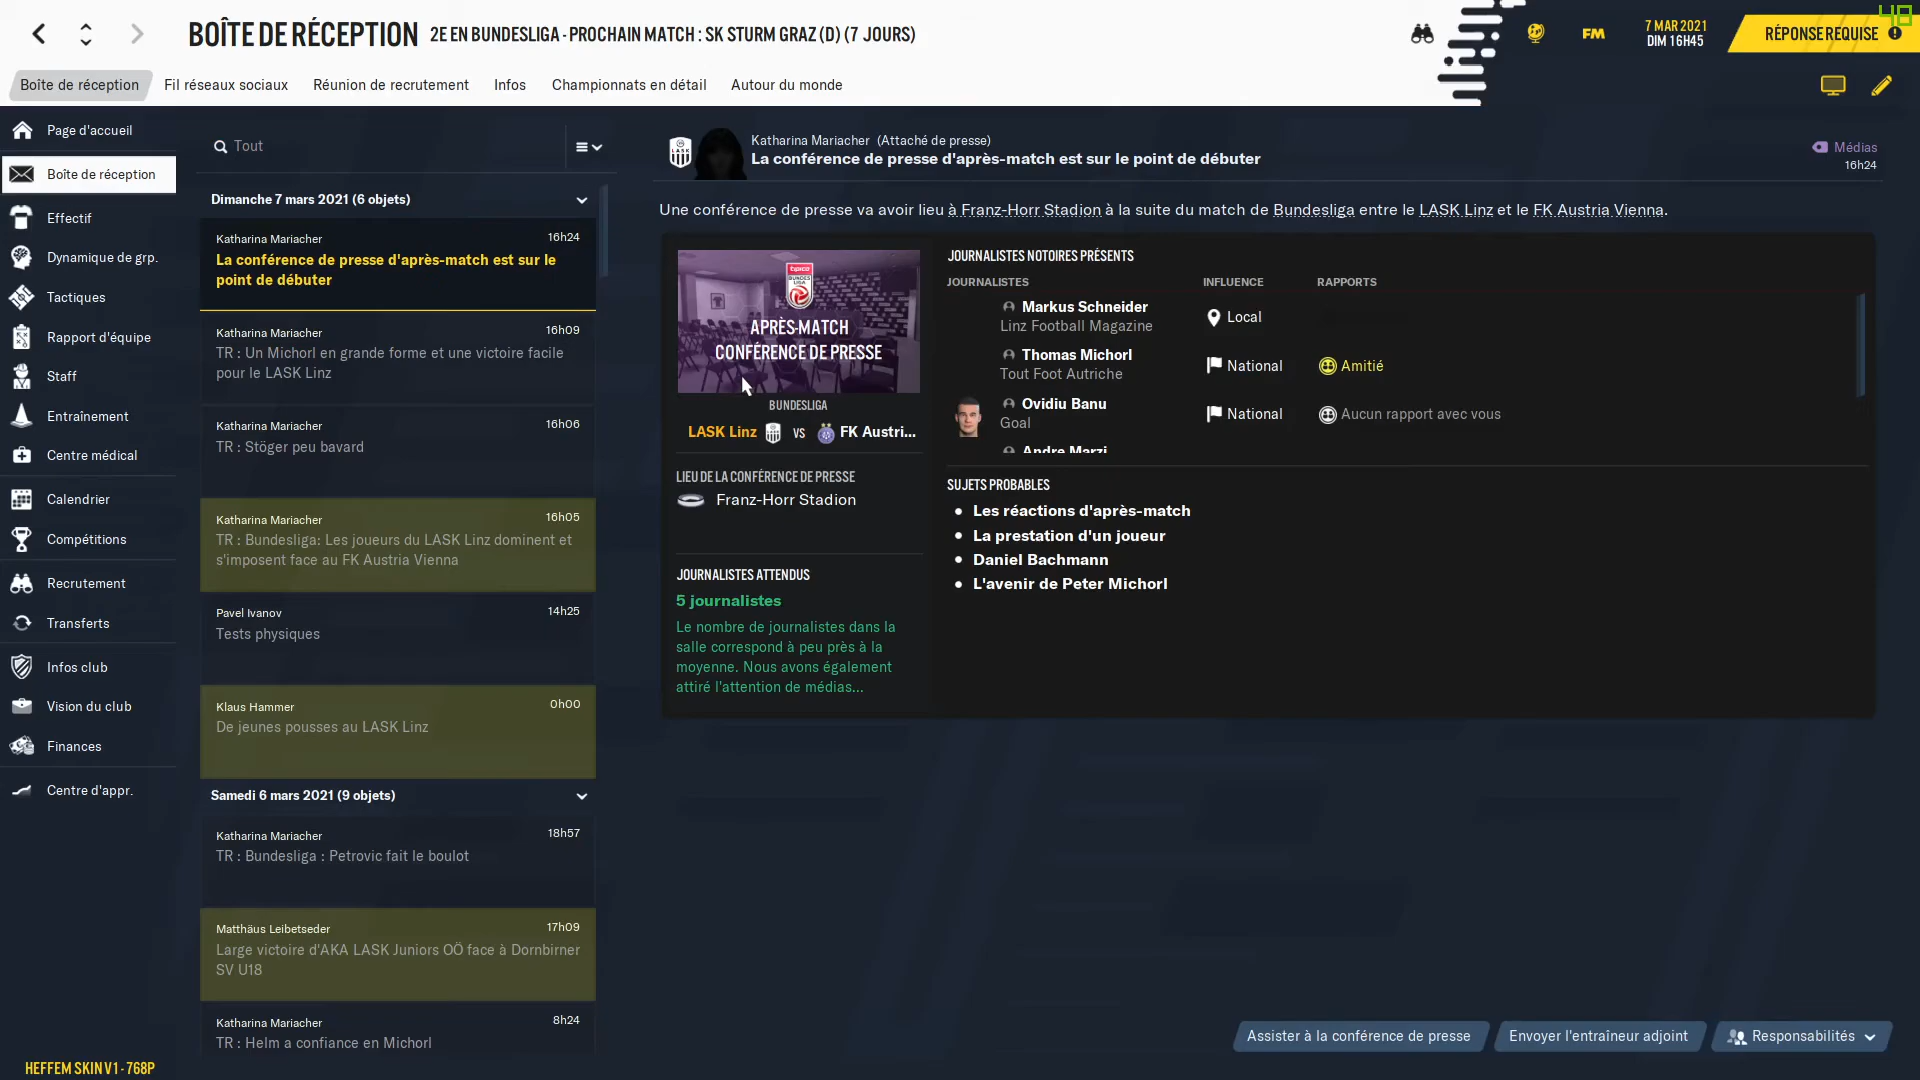 48
BOÎTE DE RÉCEPTION
2E EN BUNDESLIGA - PROCHAIN MATCH : SK STURM GRAZ (D) (7 JOURS)
FM
7 MAR 2021
DIM 16H45
RÉPONSE REQUISE
Boîte de réception
Fil réseaux sociaux
Réunion de recrutement
Infos
Championnats en détail
Autour du monde
Page d'accueil
Boîte de réception
Effectif
Dynamique de grp.
Tactiques
Rapport d'équipe
Staff
Entraînement
Centre médical
Calendrier
Compétitions
Recrutement
Transferts
Infos club
Vision du club
Finances
Centre d'appr.
HEFFEM SKIN V1 - 768P
Tout
Dimanche 7 mars 2021 (6 objets)
Katharina Mariacher 16h24
La conférence de presse d'après-match est sur le
point de débuter
Katharina Mariacher 16h09
TR : Un Michorl en grande forme et une victoire facile
pour le LASK Linz
Katharina Mariacher 16h06
TR : Stöger peu bavard
Katharina Mariacher 16h05
TR : Bundesliga: Les joueurs du LASK Linz dominent et
s'imposent face au FK Austria Vienna
Pavel Ivanov 14h25
Tests physiques
Klaus Hammer 0h00
De jeunes pousses au LASK Linz
Samedi 6 mars 2021 (9 objets)
Katharina Mariacher 18h57
TR : Bundesliga : Petrovic fait le boulot
Matthäus Leibetseder 17h09
Large victoire d'AKA LASK Juniors OÖ face à Dornbirner
SV U18
Katharina Mariacher 8h24
TR : Helm a confiance en Michorl
LASK
Katharina Mariacher (Attaché de presse)
La conférence de presse d'après-match est sur le point de débuter
Médias
16h24
Une conférence de presse va avoir lieu à Franz-Horr Stadion à la suite du match de Bundesliga entre le LASK Linz et le FK Austria Vienna.
tipico
BUNDES
LIGA
APRÈS-MATCH
CONFÉRENCE DE PRESSE
BUNDESLIGA
LASK Linz VS FK Austri...
LIEU DE LA CONFÉRENCE DE PRESSE
Franz-Horr Stadion
JOURNALISTES ATTENDUS
5 journalistes
Le nombre de journalistes dans la
salle correspond à peu près à la
moyenne. Nous avons également
attiré l'attention de médias...
JOURNALISTES NOTOIRES PRÉSENTS
JOURNALISTES INFLUENCE RAPPORTS
Markus Schneider
Linz Football Magazine
Local
Thomas Michorl
Tout Foot Autriche
National
Amitié
Ovidiu Banu
Goal
National
Aucun rapport avec vous
Andre Marzi
SUJETS PROBABLES
Les réactions d'après-match
La prestation d'un joueur
Daniel Bachmann
L'avenir de Peter Michorl
Assister à la conférence de presse
Envoyer l'entraîneur adjoint
Responsabilités